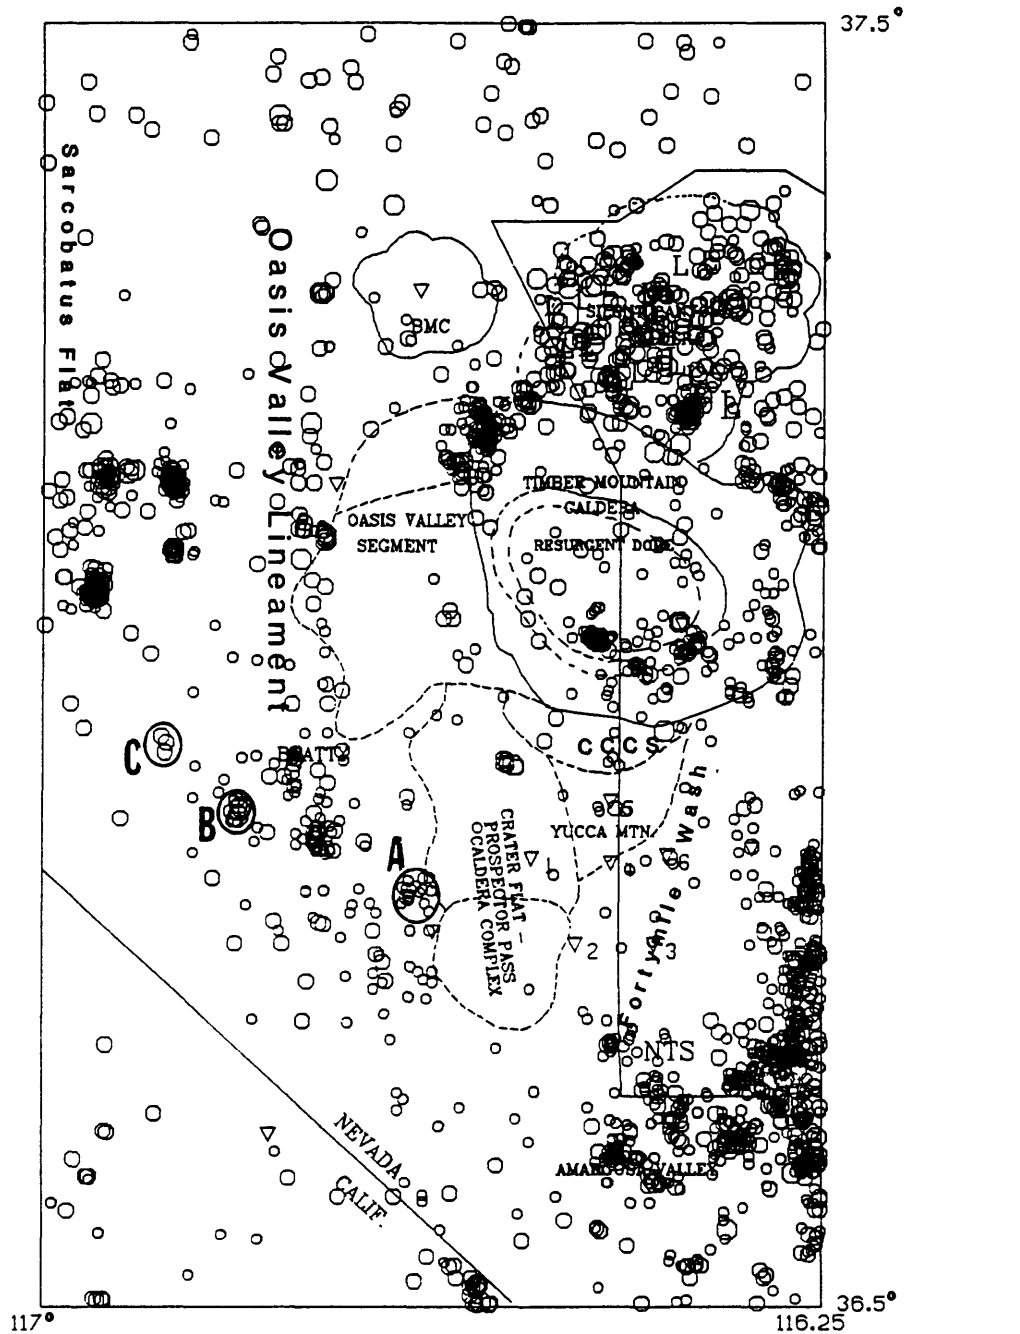 37.5°
Sarcobatus Flat
Oasis Valley Lineament
L
BMC
L
L
TIMBER MOUNTAIN
CALDERA
OASIS VALLEY
SEGMENT
RESURGENT DOME
C
BEATTY
CCCS
B
5
YUCCA MTN.
A
1
4
6
CRATER FLAT -
PROSPECTOR PASS
CALDERA COMPLEX
2
3
Fortymile Wash
NTS
NEVADA
CALIF.
AMARGOSA VALLEY
117°
116.25
36.5°